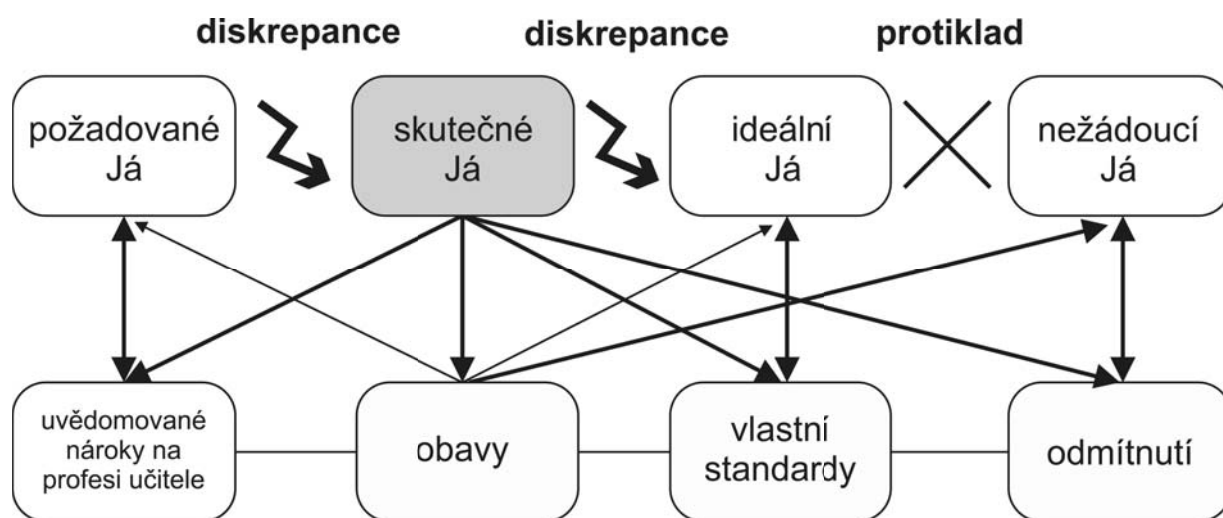 diskrepance
diskrepance
protiklad
požadované
Já
skutečné
Já
ideální
Já
nežádoucí
Já
uvědomované
nároky na
profesi učitele
obavy
vlastní
standardy
odmítnutí